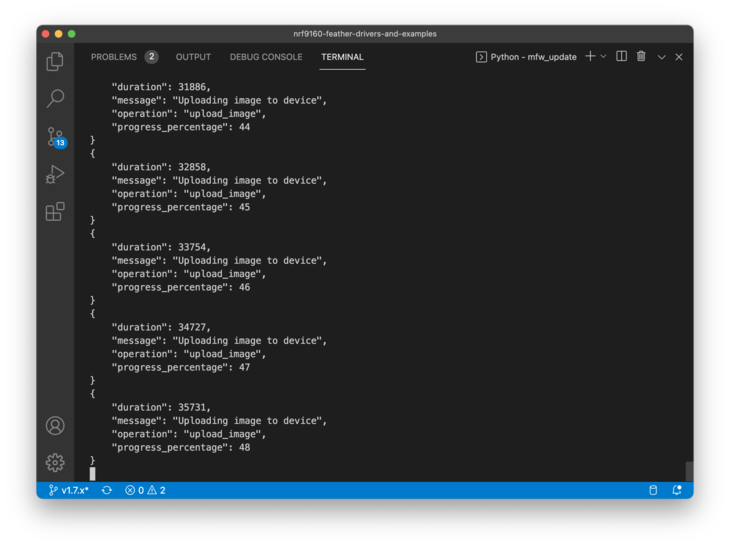 nrf9160-feather-drivers-and-examples
PROBLEMS 2 OUTPUT DEBUG CONSOLE TERMINAL Python - mfw_update
"duration": 31886,
"message": "Uploading image to device",
"operation": "upload_image",
"progress_percentage": 44
}
{
"duration": 32858,
"message": "Uploading image to device",
"operation": "upload_image",
"progress_percentage": 45
}
{
"duration": 33754,
"message": "Uploading image to device",
"operation": "upload_image",
"progress_percentage": 46
}
{
"duration": 34727,
"message": "Uploading image to device",
"operation": "upload_image",
"progress_percentage": 47
}
{
"duration": 35731,
"message": "Uploading image to device",
"operation": "upload_image",
"progress_percentage": 48
}
13
v1.7.x* 0 2